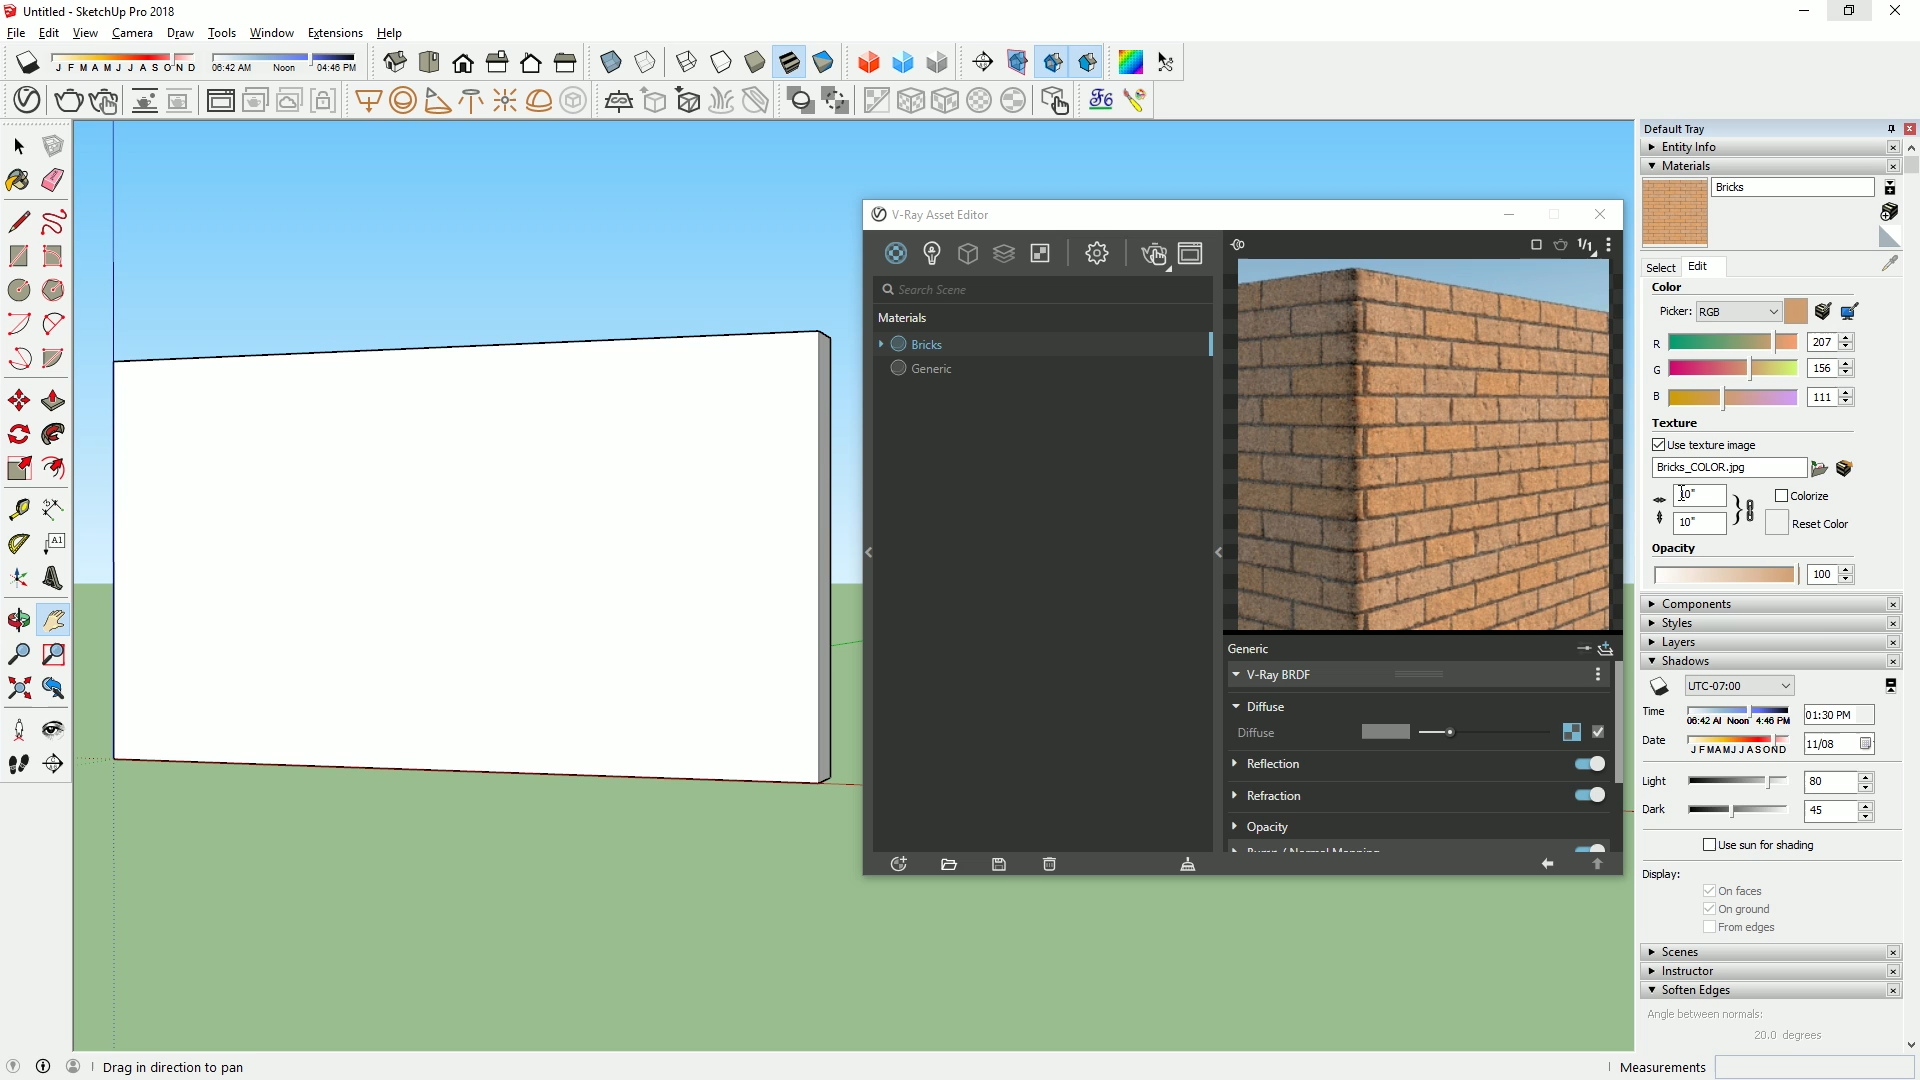 Untitled - SketchUp Pro 2018
File Edit View Camera Draw Tools Window Extensions Help
J F M A M J J A S O N D 06:42 AM Noon 04:46 PM
Default Tray
Entity Info
Materials
Bricks
Select Edit
Color
Picker: RGB
R 207
G 156
B 111
Texture
Use texture image
Bricks_COLOR.jpg
10"
Colorize
10"
Reset Color
Opacity
100
Components
Styles
Layers
Shadows
UTC-07:00
Time 06:42 AM Noon 4:46 PM 01:30 PM
Date J F M A M J J A S O N D 11/08
Light 80
Dark 45
Use sun for shading
Display:
On faces
On ground
From edges
Scenes
Instructor
Soften Edges
Angle between normals:
20.0 degrees
V-Ray Asset Editor
1/1
Search Scene
Materials
Bricks
Generic
Generic
V-Ray BRDF
Diffuse
Diffuse
Reflection
Refraction
Opacity
Bump / Normal Mapping
A1
Drag in direction to pan
Measurements